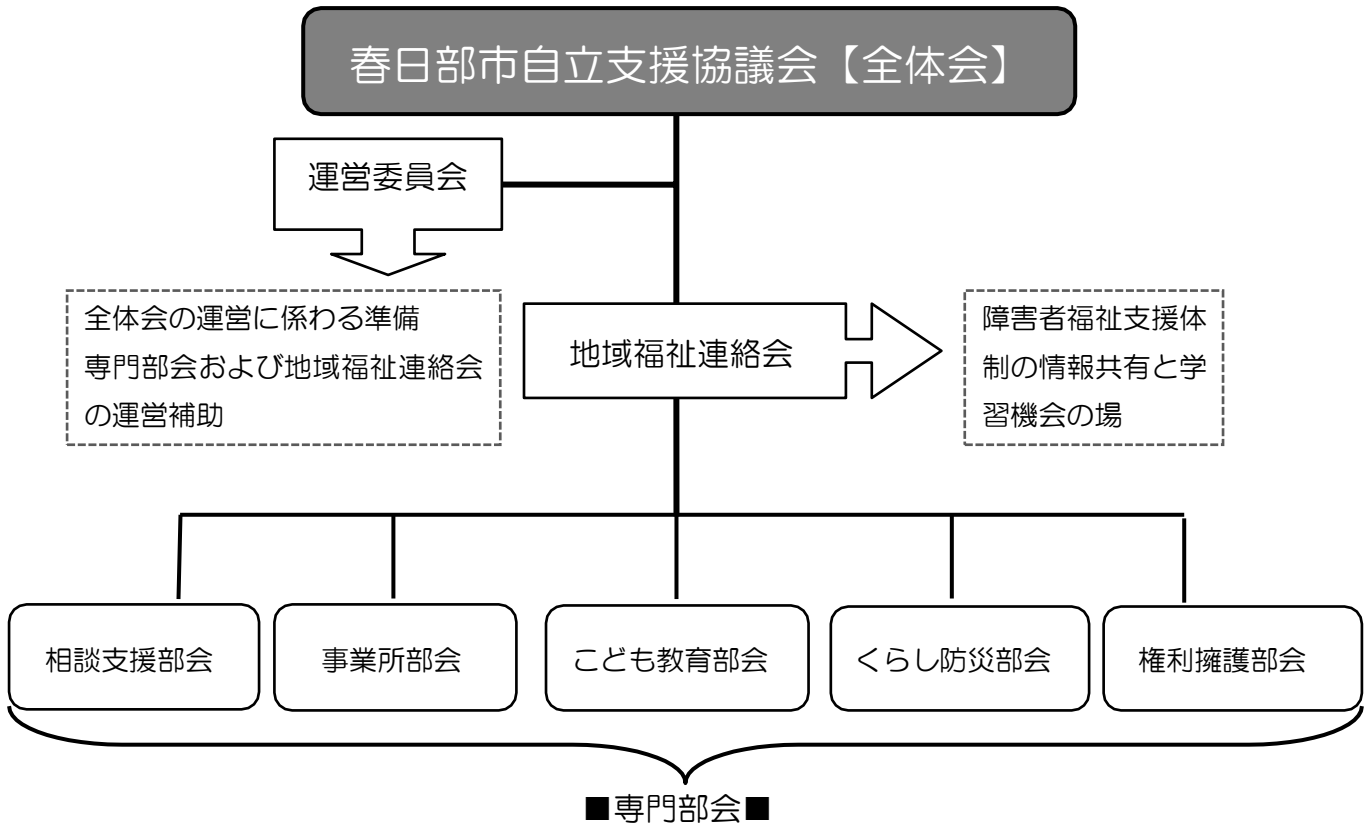 春日部市自立支援協議会【全体会】
運営委員会
全体会の運営に係わる準備
専門部会および地域福祉連絡会
の運営補助
地域福祉連絡会
障害者福祉支援体
制の情報共有と学
習機会の場
相談支援部会
事業所部会
こども教育部会
くらし防災部会
権利擁護部会
■専門部会■